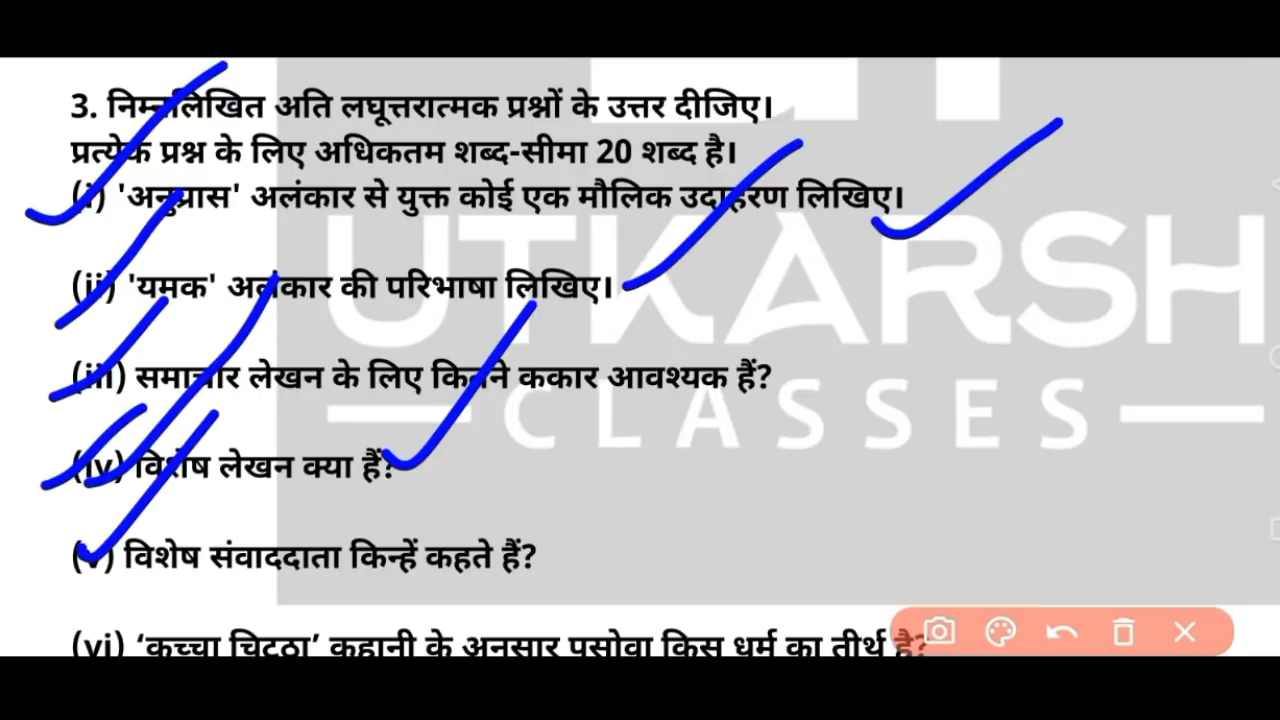 3. निम्नलिखित अति लघूत्तरात्मक प्रश्नों के उत्तर दीजिए।
प्रत्येक प्रश्न के लिए अधिकतम शब्द-सीमा 20 शब्द है।
(i) 'अनुप्रास' अलंकार से युक्त कोई एक मौलिक उदाहरण लिखिए।
(ii) 'यमक' अलंकार की परिभाषा लिखिए।
UTKARSH
(iii) समाचार लेखन के लिए कितने ककार आवश्यक हैं?
CLASSES
(iv) विशेष लेखन क्या हैं?
(v) विशेष संवाददाता किन्हें कहते हैं?
(vi) ‘कच्चा चिट्ठा’ कहानी के अनुसार पसोवा किस धर्म का तीर्थ है?